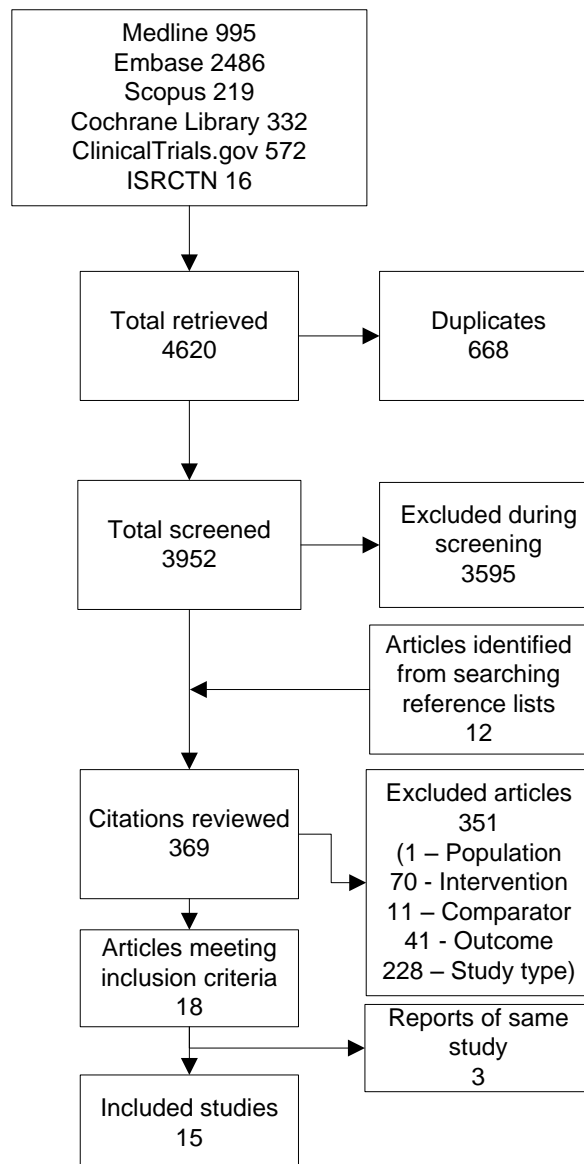 Medline 995
Embase 2486
Scopus 219
Cochrane Library 332
ClinicalTrials.gov 572
ISRCTN 16
Total retrieved
4620
Duplicates
668
Total screened
3952
Excluded during
screening
3595
Articles identified
from searching
reference lists
12
Citations reviewed
369
Excluded articles
351
(1 – Population
70 - Intervention
11 – Comparator
41 - Outcome
228 – Study type)
Articles meeting
inclusion criteria
18
Reports of same
study
3
Included studies
15